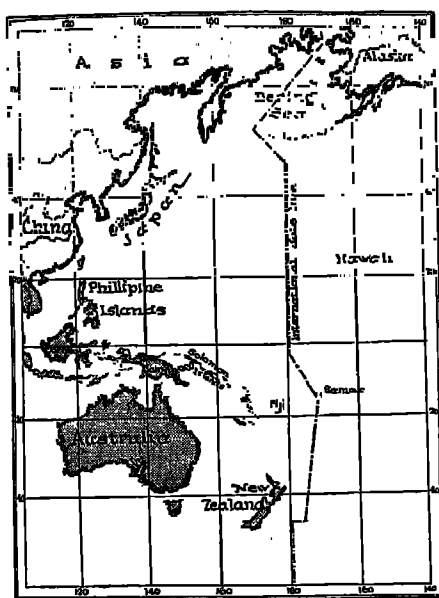 120 140 160 180 160 140
Asia
Alaska
Bering
Sea
China
Japan
International date line
Hawaii
Phillipine
Islands
Samoa
Fiji
Australia
New
Zealand
120 140 160 180 160 140